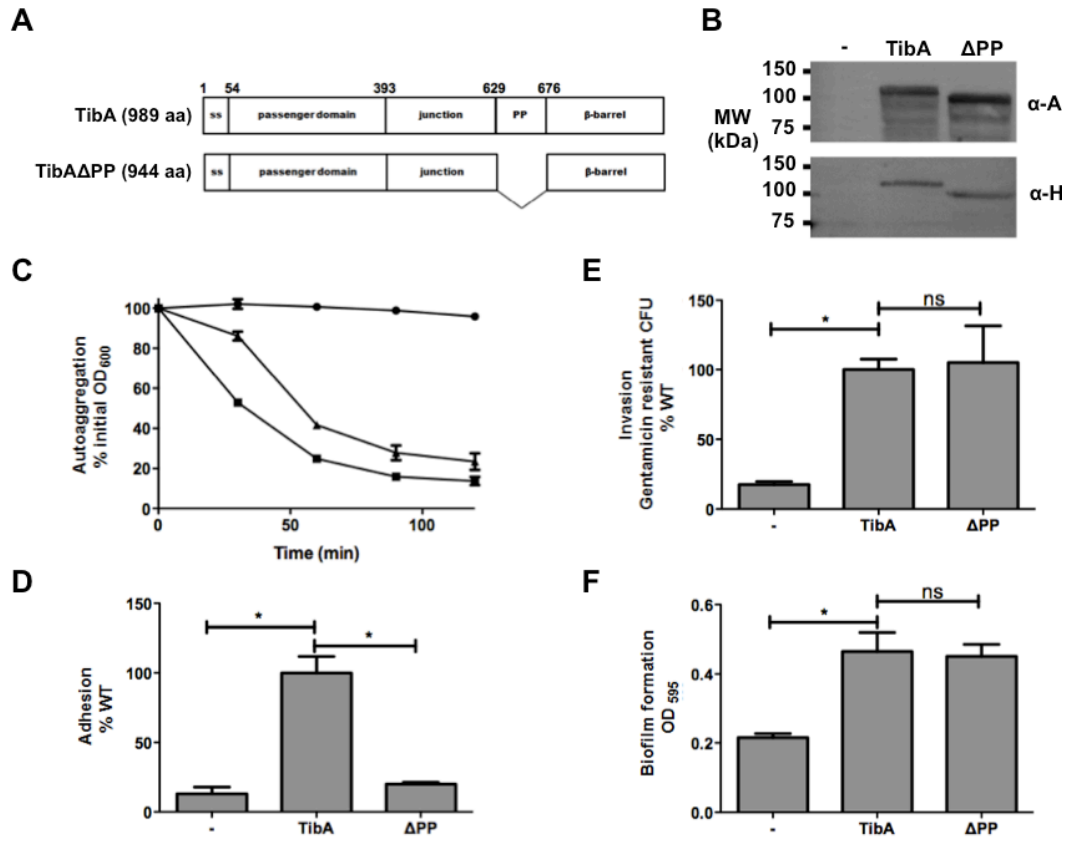 A
1 54 393 629 676
TibA (989 aa) ss passenger domain junction PP β-barrel
TibAΔPP (944 aa) ss passenger domain junction β-barrel
B
- TibA ΔPP
MW
(kDa)
150
100
75
α-A
150
100
75
α-H
C
Autoaggregation
% initial OD600
100
80
60
40
20
0
0 50 100
Time (min)
D
Adhesion
% WT
150
100
50
0
* *
- TibA ΔPP
E
Invasion
Gentamicin resistant CFU
% WT
150
100
50
0
* ns
- TibA ΔPP
F
Biofilm formation
OD 595
0.6
0.4
0.2
0.0
* ns
- TibA ΔPP